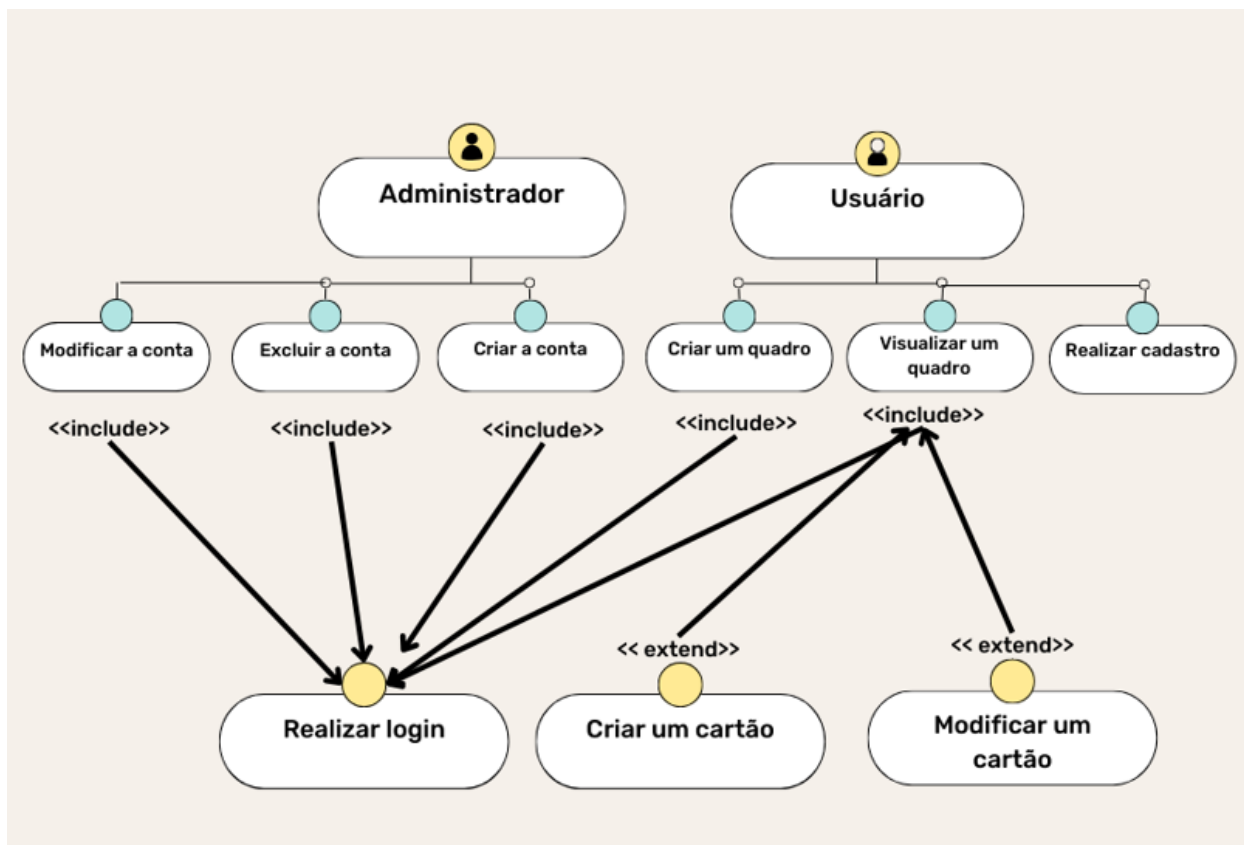 Administrador
Usuário
Modificar a conta
Excluir a conta
Criar a conta
Criar um quadro
Visualizar um
quadro
Realizar cadastro
<<include>>
<<include>>
<<include>>
<<include>>
<<include>>
<< extend>>
<< extend>>
Realizar login
Criar um cartão
Modificar um
cartão